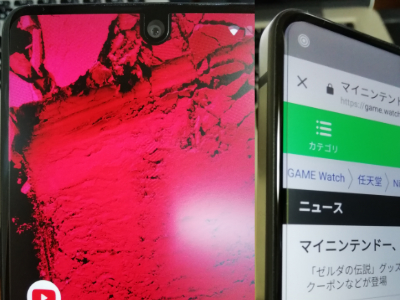 マイニンテンド
https://game.watch
カテゴリ
GAME Watch 任天堂
ニュース
マイニンテンドー、
「ゼルダの伝説」グッズ
クーポンなどが登場